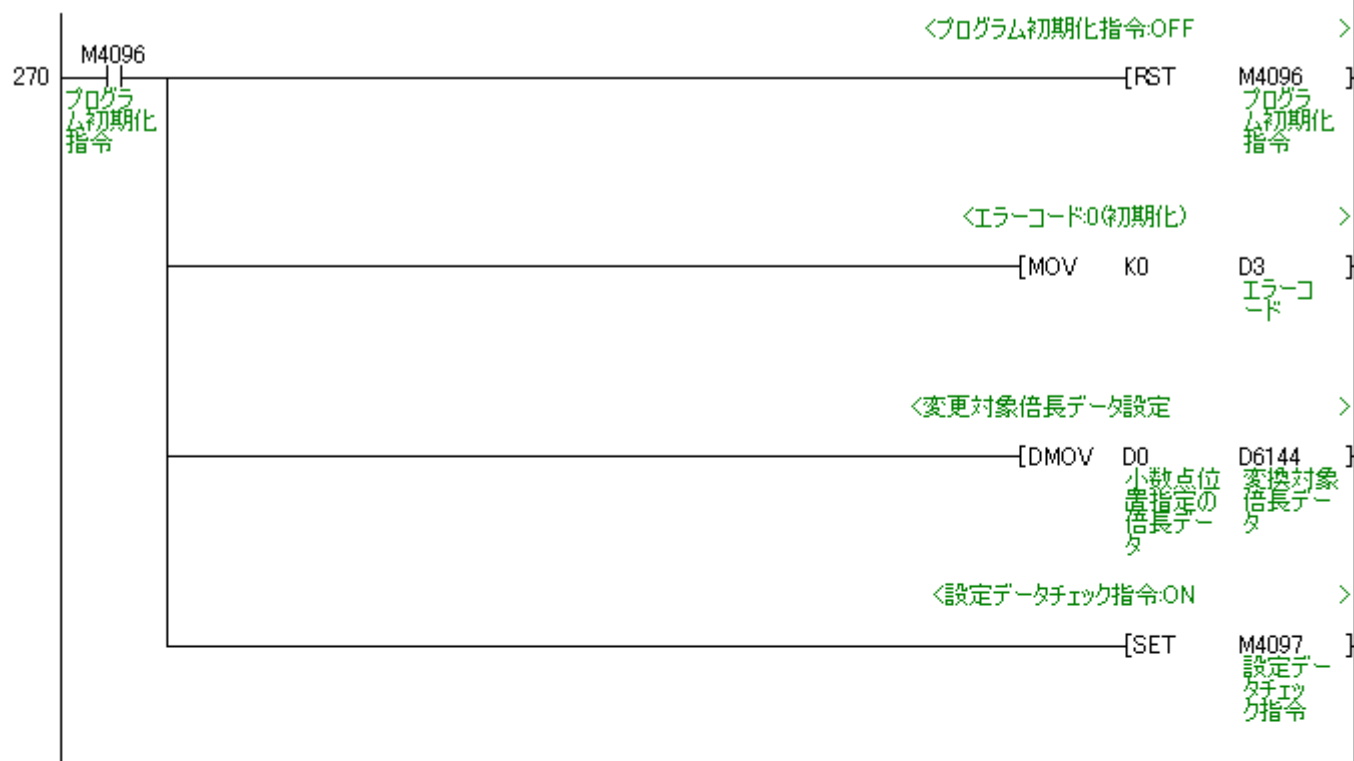 <プログラム初期化指令:OFF >
M4096
270 [RST M4096 ]
プログラ
ム初期化
指令
プログラ
ム初期化
指令
<エラーコード:0(初期化) >
[MOV K0 D3 ]
エラーコ
ード
<変更対象倍長データ設定 >
[DMOV D0 D6144 ]
小数点位
置指定の
倍長デー
タ
変換対象
倍長デー
タ
<設定データチェック指令:ON >
[SET M4097 ]
設定デー
タチェッ
ク指令